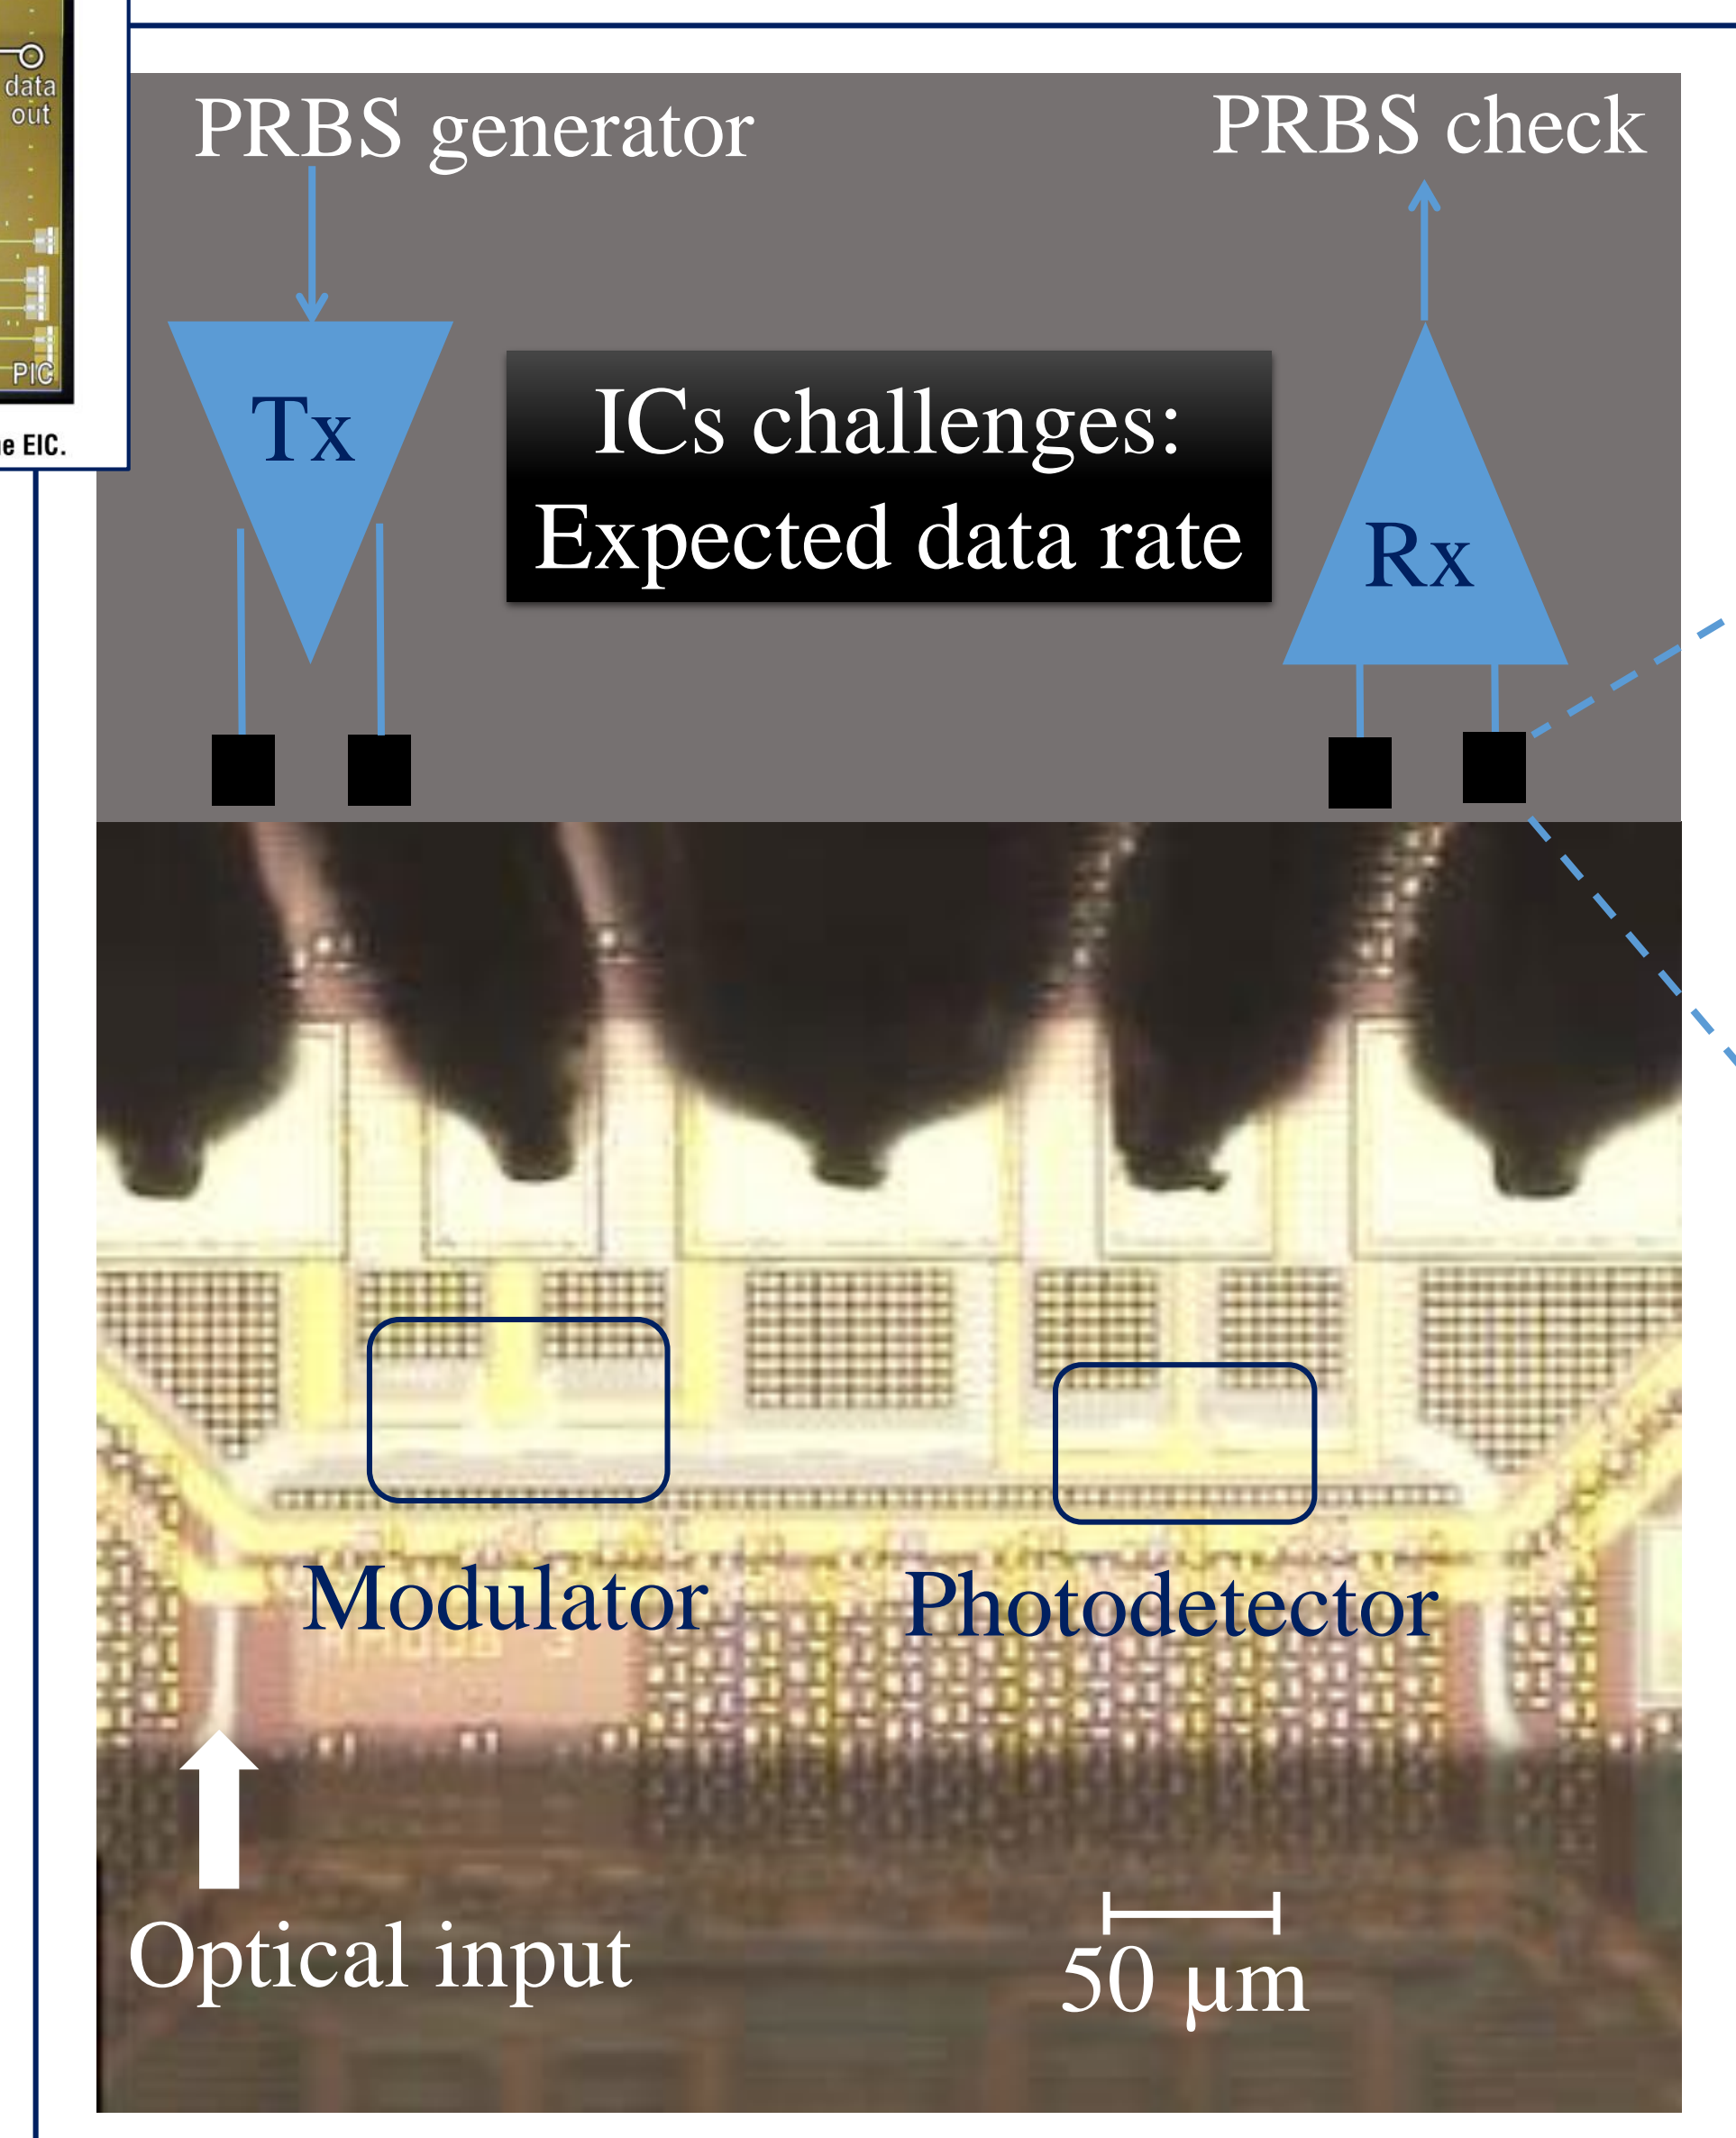 data
out
PIC
e EIC.
PRBS generator
PRBS check
Tx
ICs challenges:
Expected data rate
Rx
Modulator
Photodetector
Optical input
50 μm